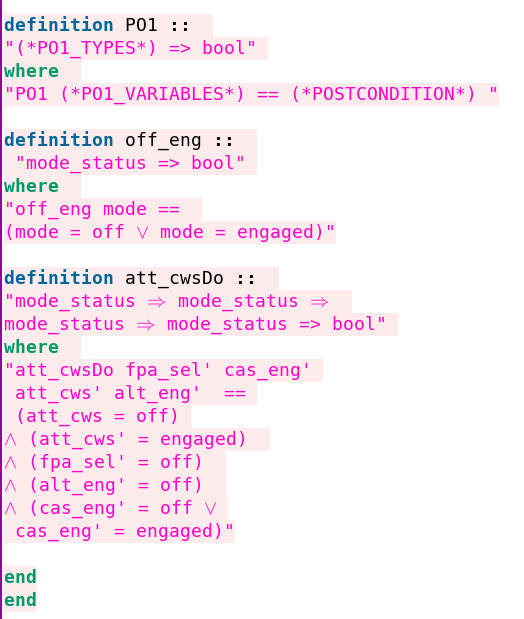 definition PO1 ::
"(*PO1_TYPES*) => bool"
where
"PO1 (*PO1_VARIABLES*) == (*POSTCONDITION*) "
definition off_eng ::
"mode_status => bool"
where
"off_eng mode ==
(mode = off ∨ mode = engaged)"
definition att_cwsDo ::
"mode_status ⇒ mode_status ⇒
mode_status ⇒ mode_status => bool"
where
"att_cwsDo fpa_sel' cas_eng'
att_cws' alt_eng'  ==
(att_cws = off)
∧ (att_cws' = engaged)
∧ (fpa_sel' = off)
∧ (alt_eng' = off)
∧ (cas_eng' = off ∨
cas_eng' = engaged)"
end
end